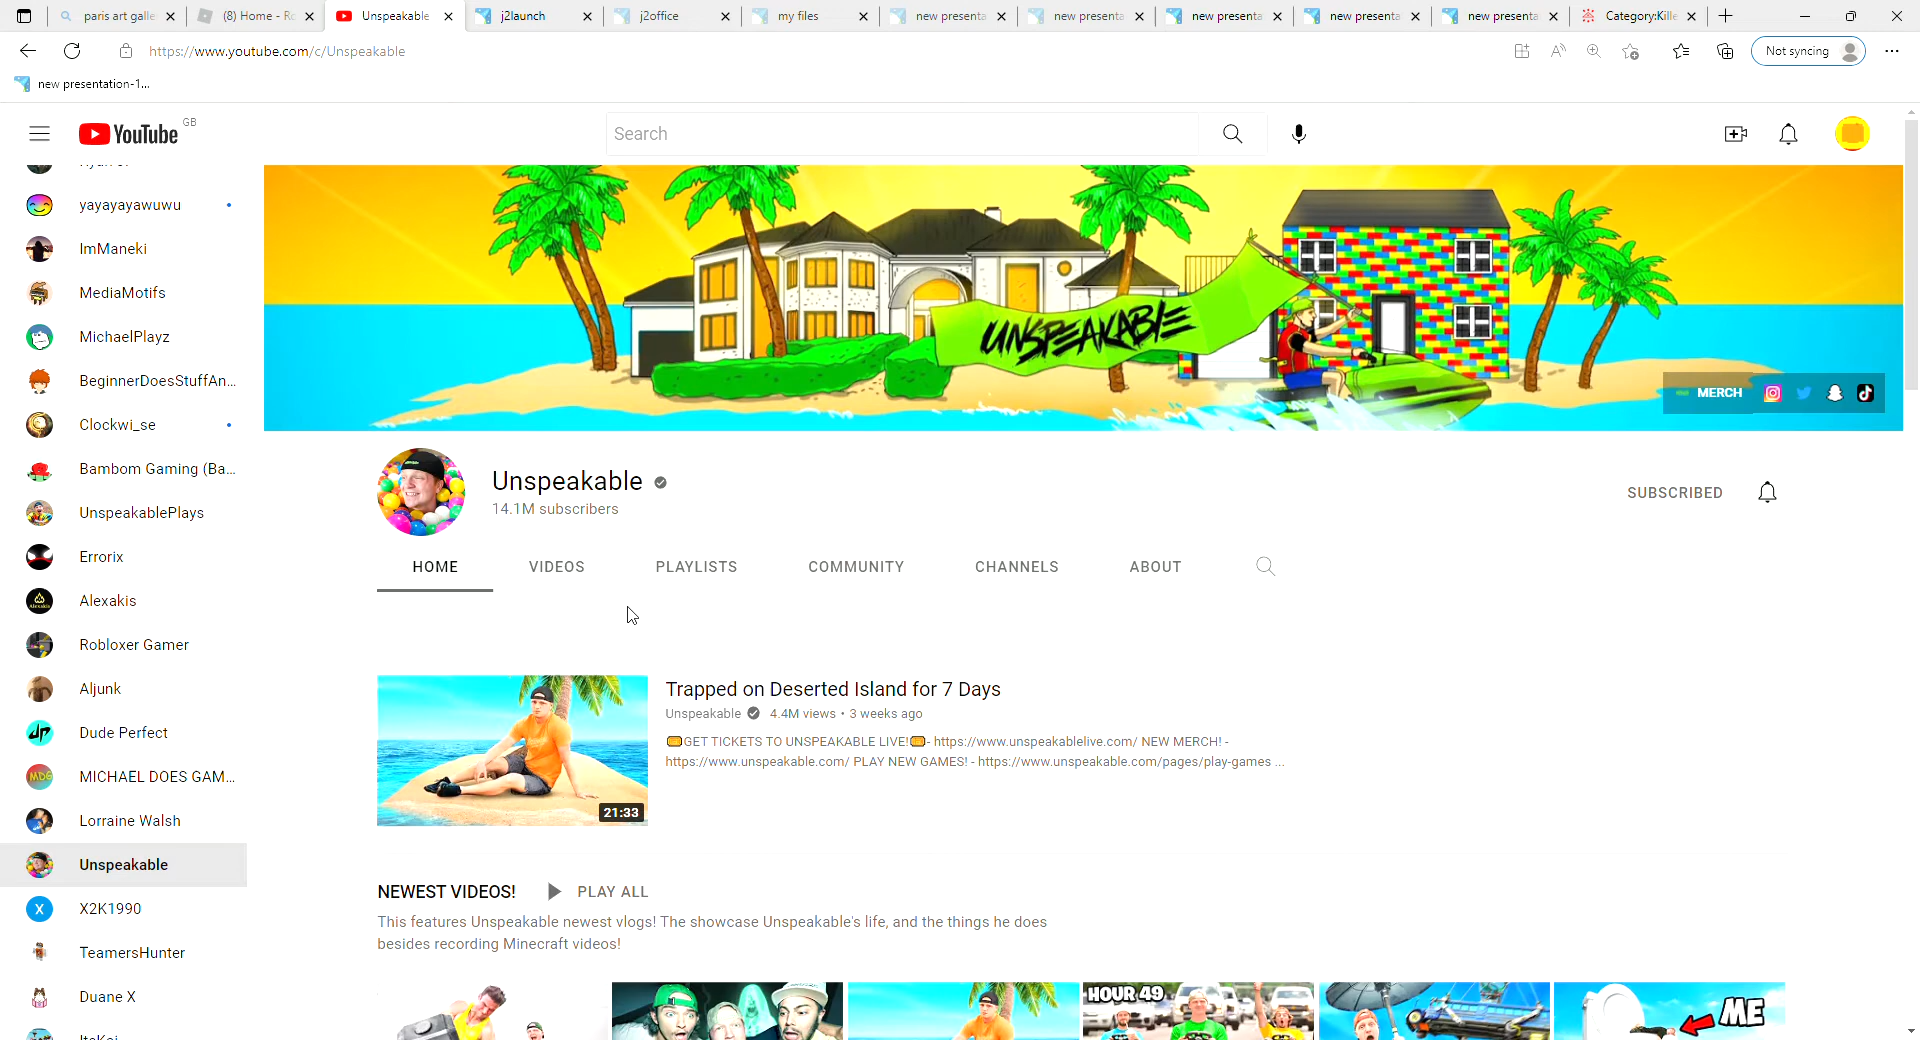 paris art galle
(8) Home - Ro
Unspeakable
j2launch
j2office
my files
new presenta
new presenta
new presenta
new presenta
new presenta
Category:Kille
https://www.youtube.com/c/Unspeakable
Not syncing
new presentation-1...
YouTube GB
Search
yayayayawuwu
ImManeki
MediaMotifs
MichaelPlayz
BeginnerDoesStuffAn...
Clockwi_se
Bambom Gaming (Ba...
UnspeakablePlays
Errorix
Alexakis
Robloxer Gamer
Aljunk
Dude Perfect
MICHAEL DOES GAM...
Lorraine Walsh
Unspeakable
X2K1990
TeamersHunter
Duane X
UNSPEAKABLE
MERCH
Unspeakable
14.1M subscribers
SUBSCRIBED
HOME
VIDEOS
PLAYLISTS
COMMUNITY
CHANNELS
ABOUT
21:33
Trapped on Deserted Island for 7 Days
Unspeakable 4.4M views • 3 weeks ago
GET TICKETS TO UNSPEAKABLE LIVE! - https://www.unspeakablelive.com/ NEW MERCH! -
https://www.unspeakable.com/ PLAY NEW GAMES! - https://www.unspeakable.com/pages/play-games ...
NEWEST VIDEOS!
PLAY ALL
This features Unspeakable newest vlogs! The showcase Unspeakable's life, and the things he does
besides recording Minecraft videos!
HOUR 49
ME